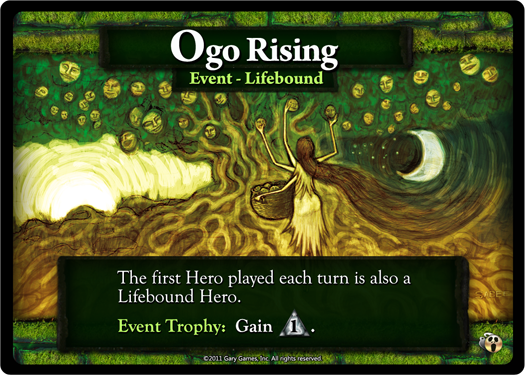 Ogo Rising
Event - Lifebound
The first Hero played each turn is also a
Lifebound Hero.
Event Trophy: Gain 1.
©2011 Gary Games, Inc. All rights reserved.